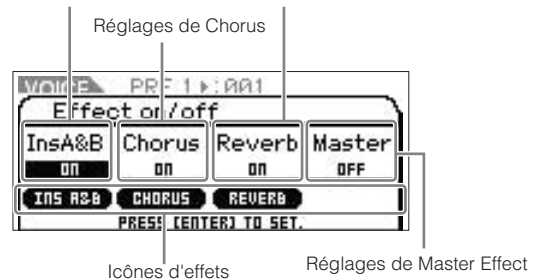 Réglages de Chorus
VOICE PRE 1 :001
Effect on/off
InsA&B Chorus Reverb Master
ON ON ON OFF
INS A&B CHORUS REVERB
PRESS [ENTER] TO SET.
Icônes d'effets
Réglages de Master Effect